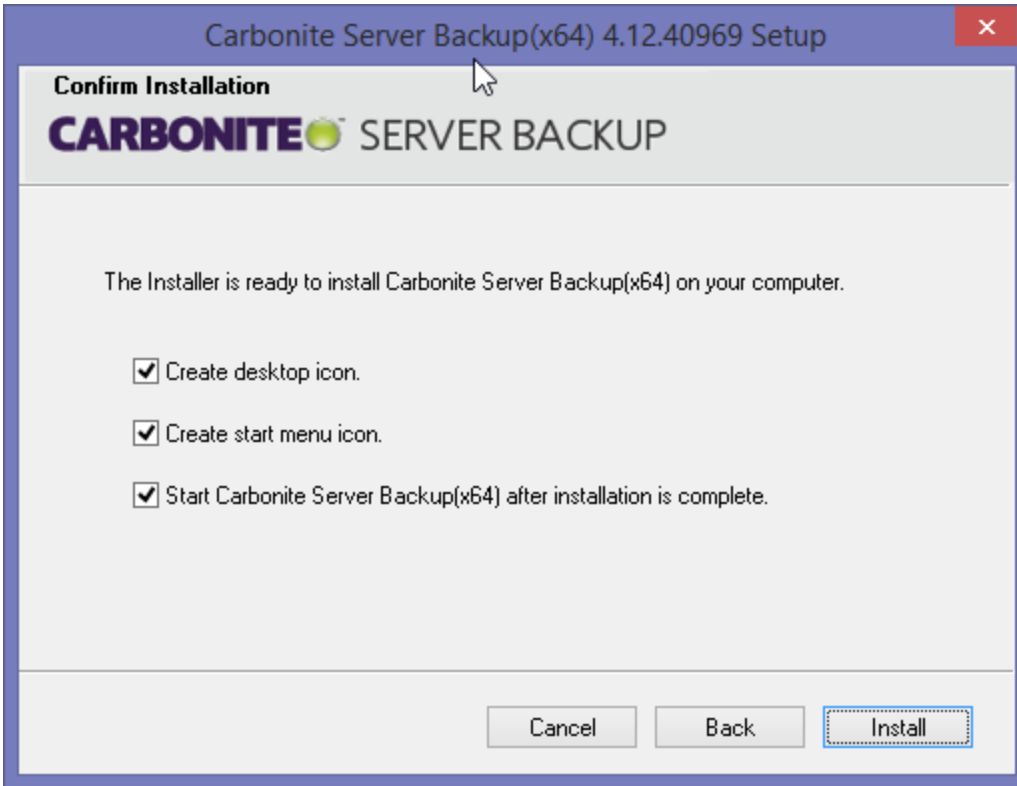 Carbonite Server Backup(x64) 4.12.40969 Setup
Confirm Installation
CARBONITE™ SERVER BACKUP
The Installer is ready to install Carbonite Server Backup(x64) on your computer.
Create desktop icon.
Create start menu icon.
Start Carbonite Server Backup(x64) after installation is complete.
Cancel Back Install